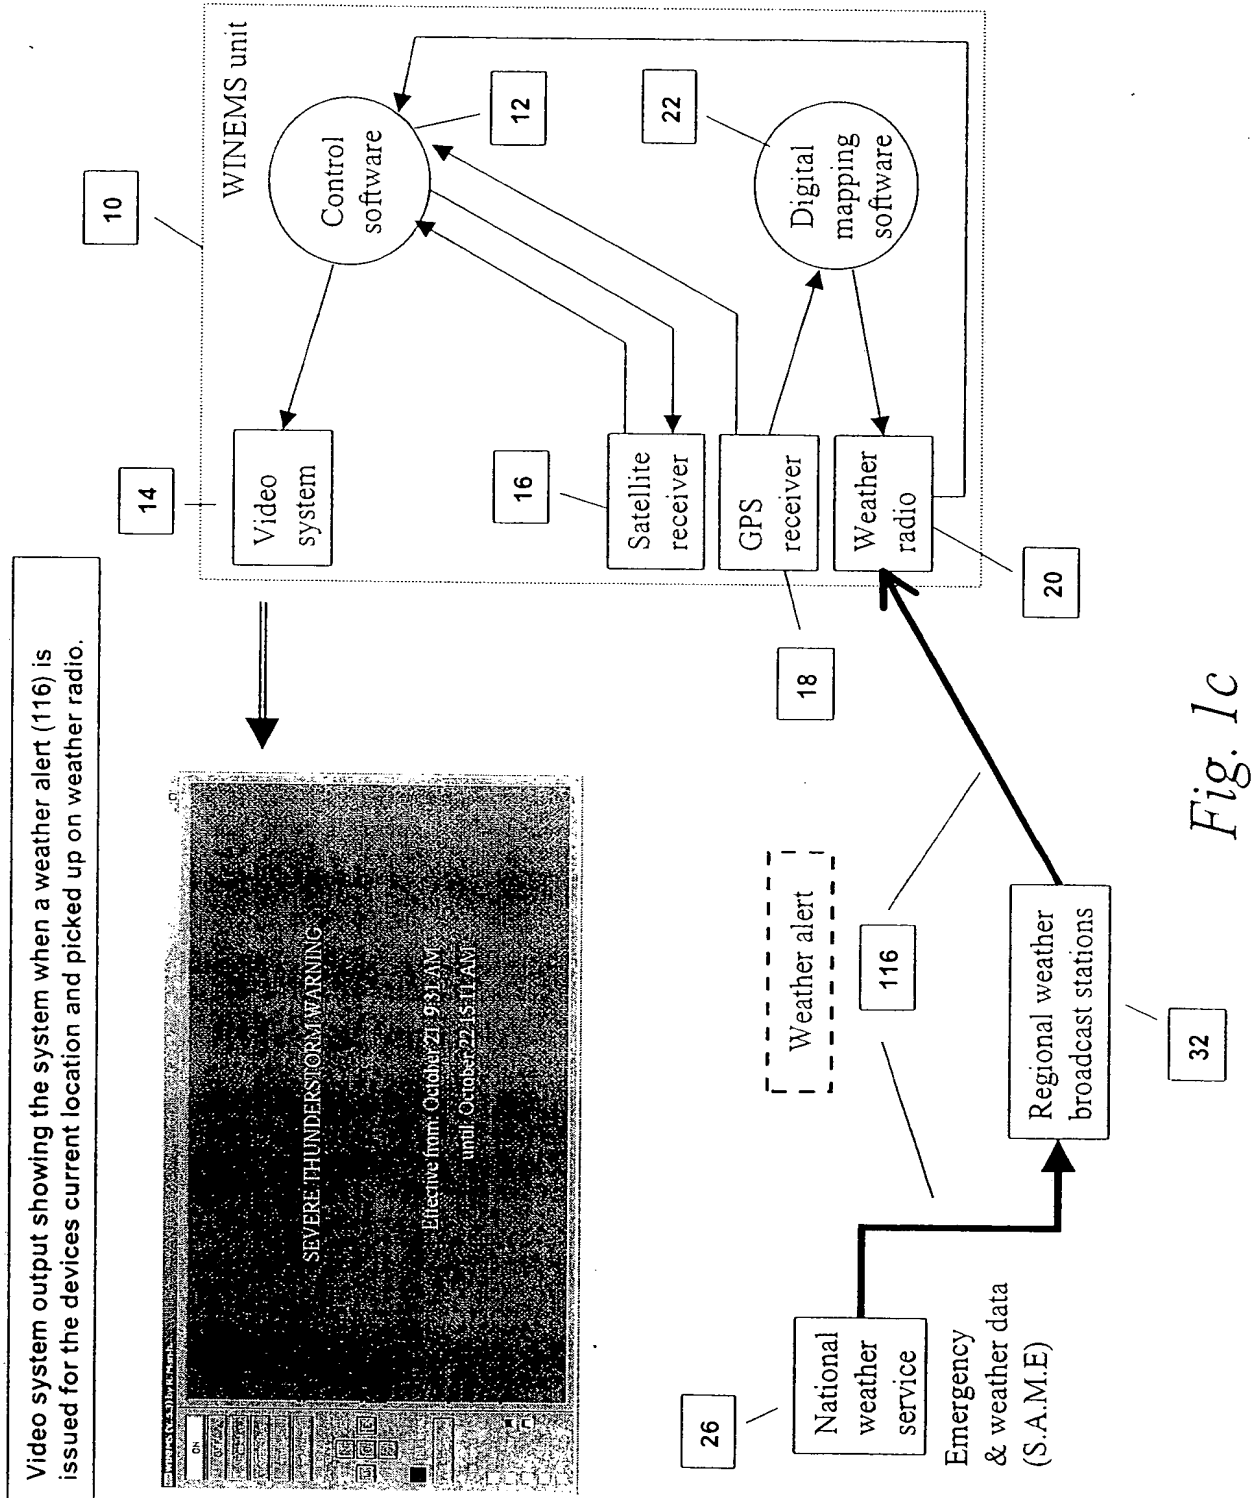 Video system output showing the system when a weather alert (116) is
issued for the devices current location and picked up on weather radio.
10
WINEMS unit
14
Video
system
Control
software
12
16
Satellite
receiver
22
Digital
mapping
software
18
GPS
receiver
Weather
radio
20
ON
SEVERE THUNDERSTORM WARNING
Effective from: October 21 9:31 AM
until: October 22 15:11 AM
Weather alert
116
26
National
weather
service
Emergency
& weather data
(S.A.M.E)
Regional weather
broadcast stations
32
Fig. 1c